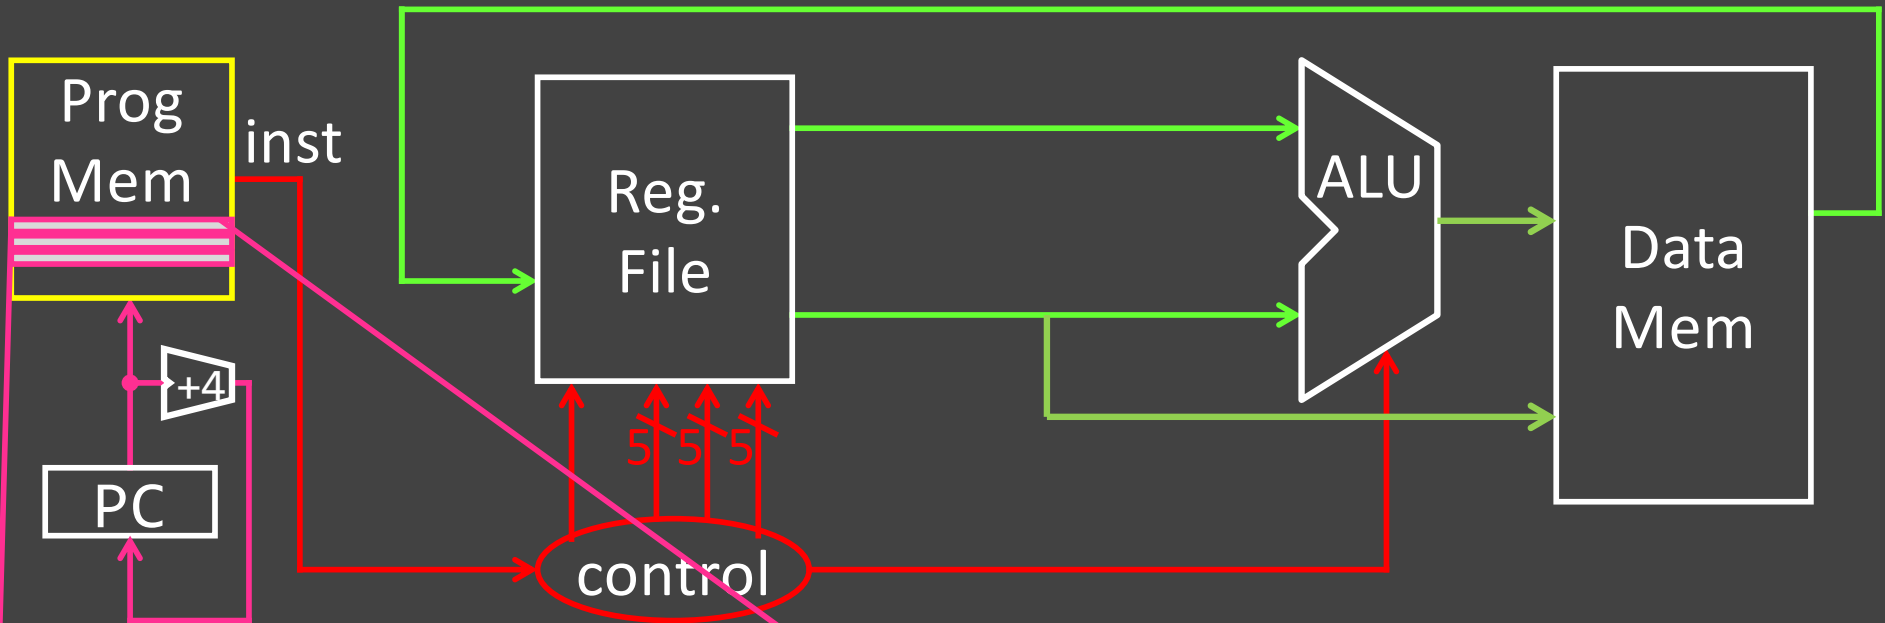 Prog
Mem
inst
Reg.
File
ALU
Data
Mem
+4
5 5 5
PC
control